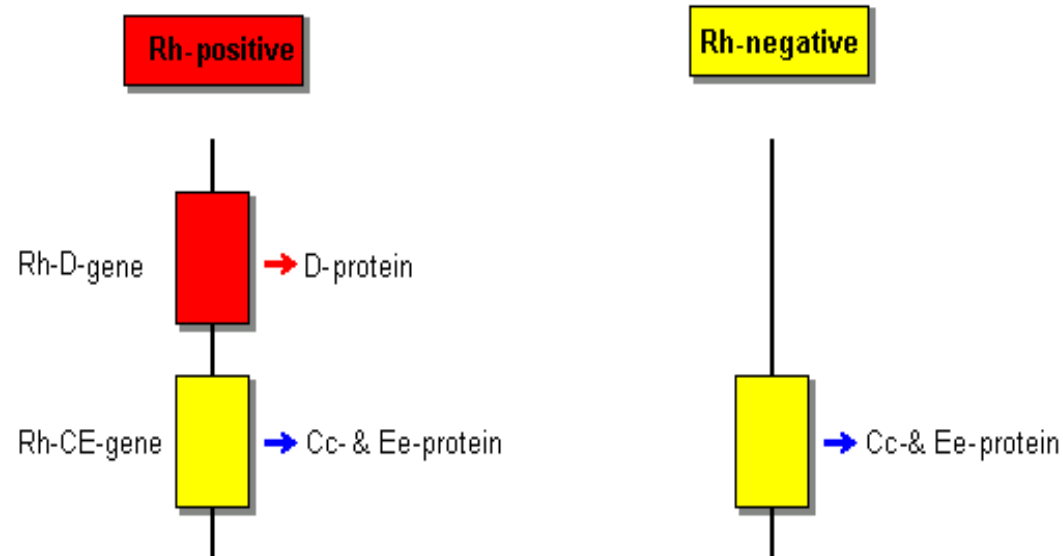 Rh-positive
Rh-negative
Rh-D-gene
D-protein
Rh-CE-gene
Cc- & Ee-protein
Cc-& Ee-protein